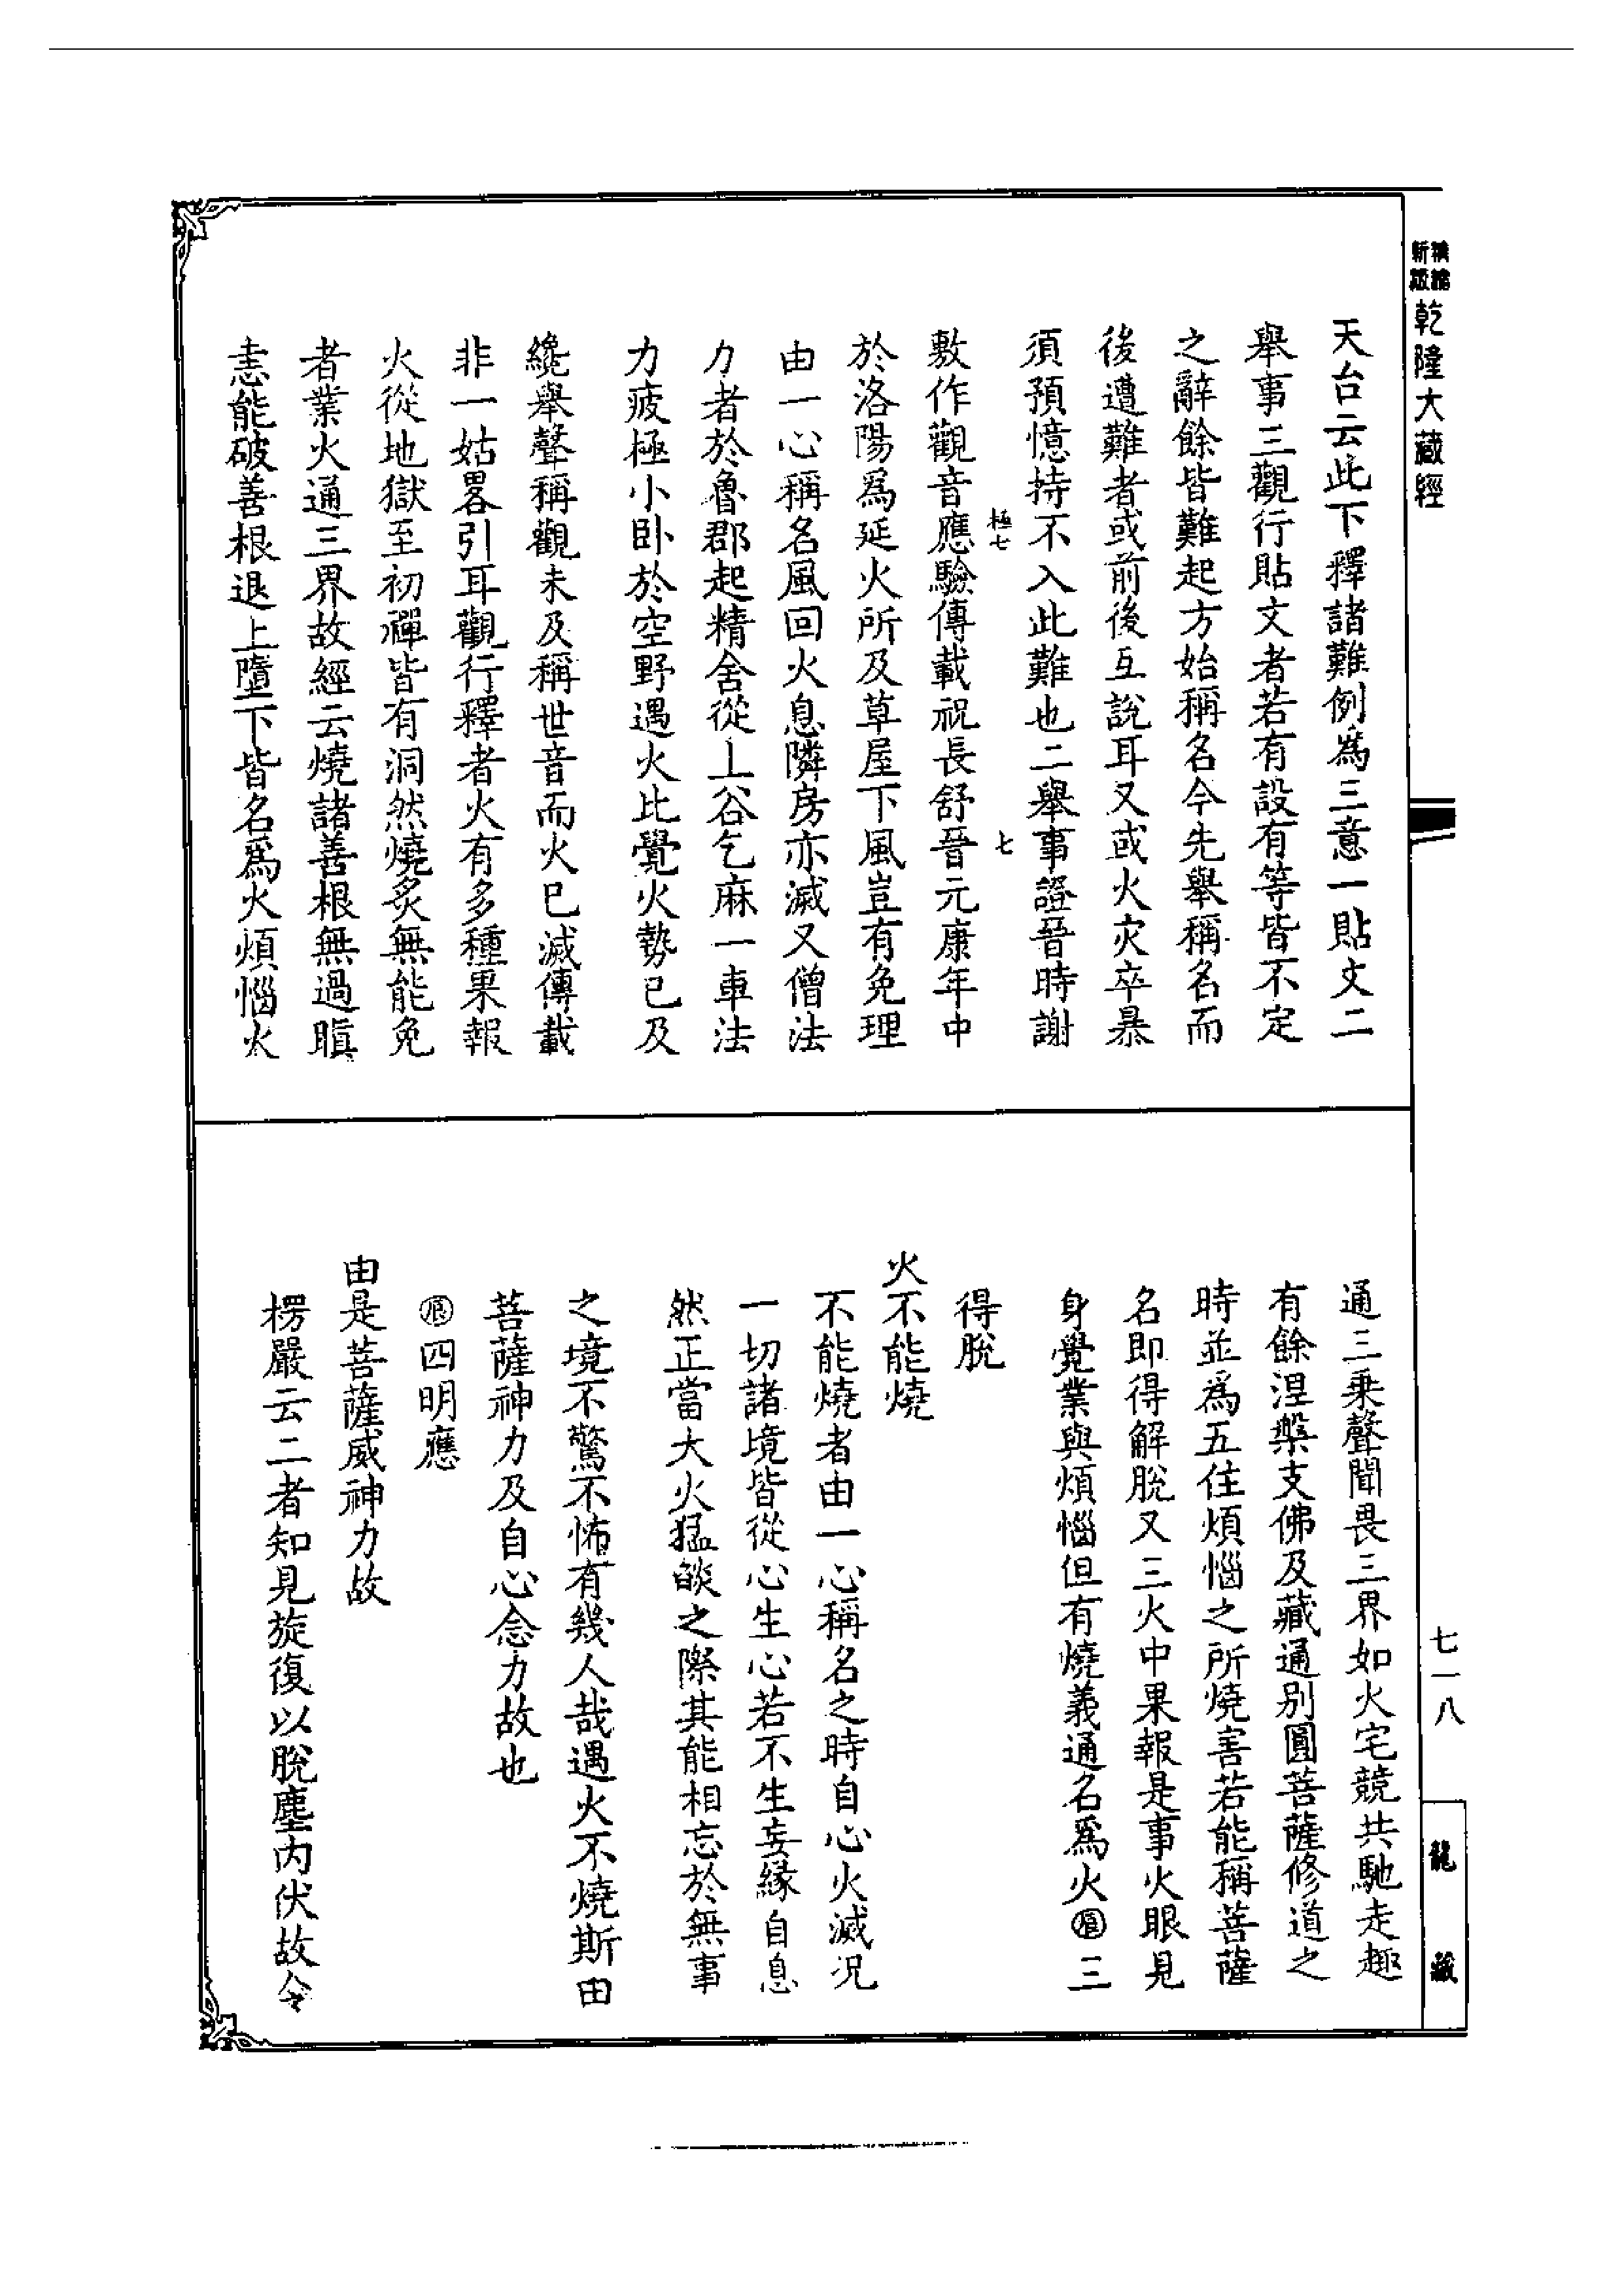 新縮
乾隆大藏經
天台云此下釋諸難例爲三意一貼文二
舉事三觀行貼文者若有設有等皆不定
之辭餘皆難起方始稱名今先舉稱名而
後遭難者或前後互說耳又或火灾卒暴
須預憶持不入此難也二舉事證晉時謝
極七
七
敷作觀音應驗傳載祝長舒晉元康年中
於洛陽爲延火所及草屋下風豈有免理
由一心稱名風回火息隣房亦滅又僧法
力者於魯郡起精舍從上谷乞麻一車法
力疲極小卧於空野遇火比覺火勢已及
纔舉聲稱觀未及稱世音而火已滅傳載
非一姑畧引耳觀行釋者火有多種果報
火從地獄至初禪皆有洞然燒炙無能免
者業火通三界故經云燒諸善根無過瞋
恚能破善根退上墮下皆名爲火煩惱火
通三乘聲聞畏三界如火宅競共馳走趣
有餘涅槃支佛及藏通別圓菩薩修道之
時並爲五住煩惱之所燒害若能稱菩薩
名即得解脫又三火中果報是事火眼見
身覺業與煩惱但有燒義通名爲火㊂三
得脫
火不能燒
不能燒者由一心稱名之時自心火滅况
一切諸境皆從心生心若不生妄緣自息
然正當大火猛燄之際其能相忘於無事
之境不驚不怖有幾人哉遇火不燒斯由
菩薩神力及自心念力故也
四明應
由是菩薩威神力故
楞嚴云二者知見旋復以脫塵內伏故令
七一八
龍藏